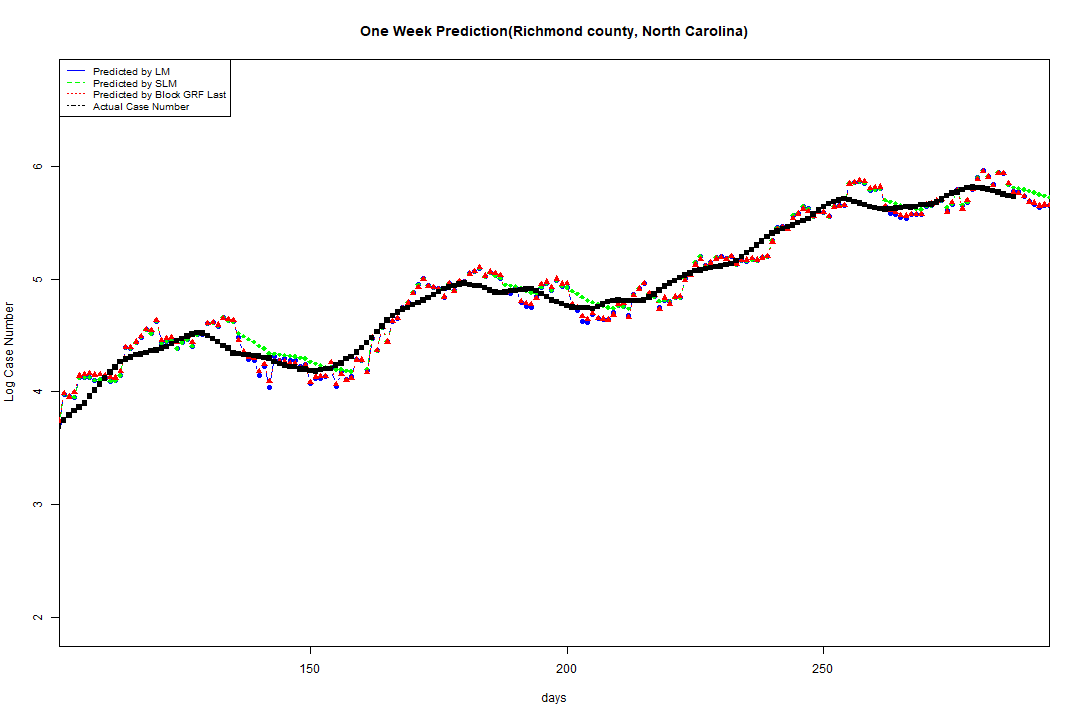 One Week Prediction(Richmond county, North Carolina)
Predicted by LM
Predicted by SLM
Predicted by Block GRF Last
Actual Case Number
6
5
4
3
2
Log Case Number
150
200
250
days